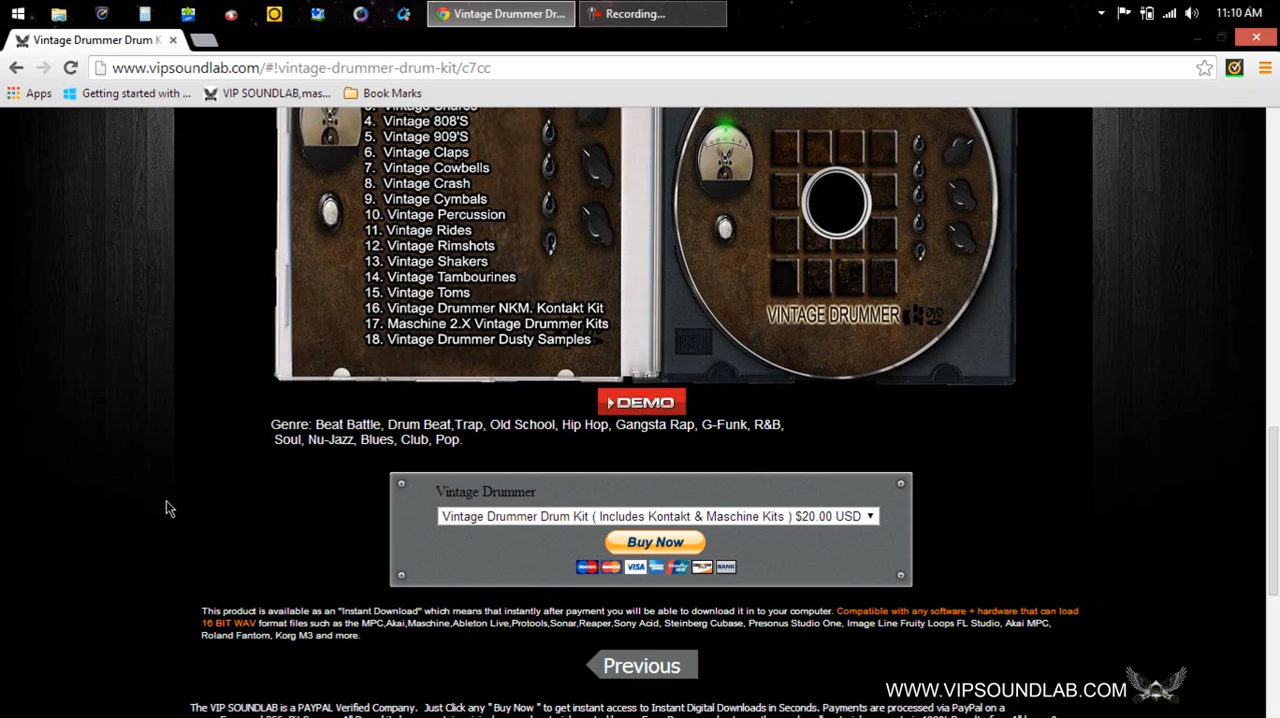 Vintage Drummer Dr...
Recording...
11:10 AM
Vintage Drummer Drum K
www.vipsoundlab.com/#!vintage-drummer-drum-kit/c7cc
Apps
Getting started with ...
VIP SOUNDLAB,mas...
Book Marks
4. Vintage 808'S
5. Vintage 909'S
6. Vintage Claps
7. Vintage Cowbells
8. Vintage Crash
9. Vintage Cymbals
10. Vintage Percussion
11. Vintage Rides
12. Vintage Rimshots
13. Vintage Shakers
14. Vintage Tambourines
15. Vintage Toms
16. Vintage Drummer NKM. Kontakt Kit
17. Maschine 2.X Vintage Drummer Kits
18. Vintage Drummer Dusty Samples
VINTAGE DRUMMER
DEMO
Genre: Beat Battle, Drum Beat,Trap, Old School, Hip Hop, Gangsta Rap, G-Funk, R&B,
Soul, Nu-Jazz, Blues, Club, Pop.
Vintage Drummer
Vintage Drummer Drum Kit ( Includes Kontakt & Maschine Kits ) $20.00 USD
Buy Now
VISA
BANK
This product is available as an "Instant Download" which means that instantly after payment you will be able to download it in to your computer. Compatible with any software + hardware that can load
16 BIT WAV format files such as the MPC,Akai,Maschine,Ableton Live,Protools,Sonar,Reaper,Sony Acid, Steinberg Cubase, Presonus Studio One, Image Line Fruity Loops FL Studio, Akai MPC,
Roland Fantom, Korg M3 and more.
Previous
WWW.VIPSOUNDLAB.COM
The VIP SOUNDLAB is a PAYPAL Verified Company. Just Click any "Buy Now " to get instant access to Instant Digital Downloads in Seconds. Payments are processed via PayPal on a